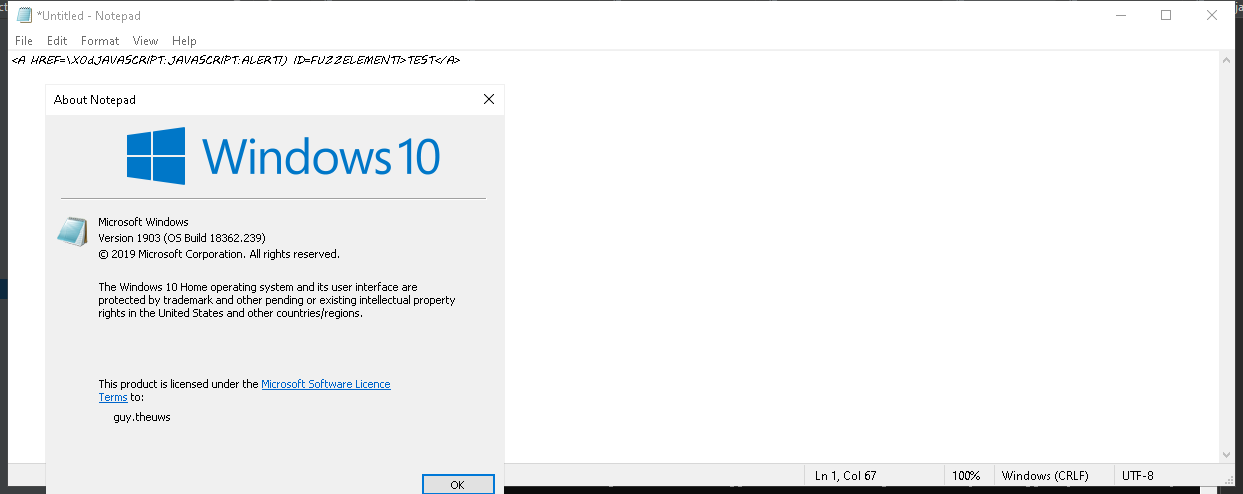 *Untitled - Notepad
File Edit Format View Help
<A HREF=\X0dJAVASCRIPT:JAVASCRIPT:ALERT1) ID=FUZZELEMENT1>TEST</A>
About Notepad
Windows 10
Microsoft Windows
Version 1903 (OS Build 18362.239)
© 2019 Microsoft Corporation. All rights reserved.
The Windows 10 Home operating system and its user interface are
protected by trademark and other pending or existing intellectual property
rights in the United States and other countries/regions.
This product is licensed under the Microsoft Software Licence
Terms to:
guy.theuws
OK
Ln 1, Col 67 100% Windows (CRLF) UTF-8